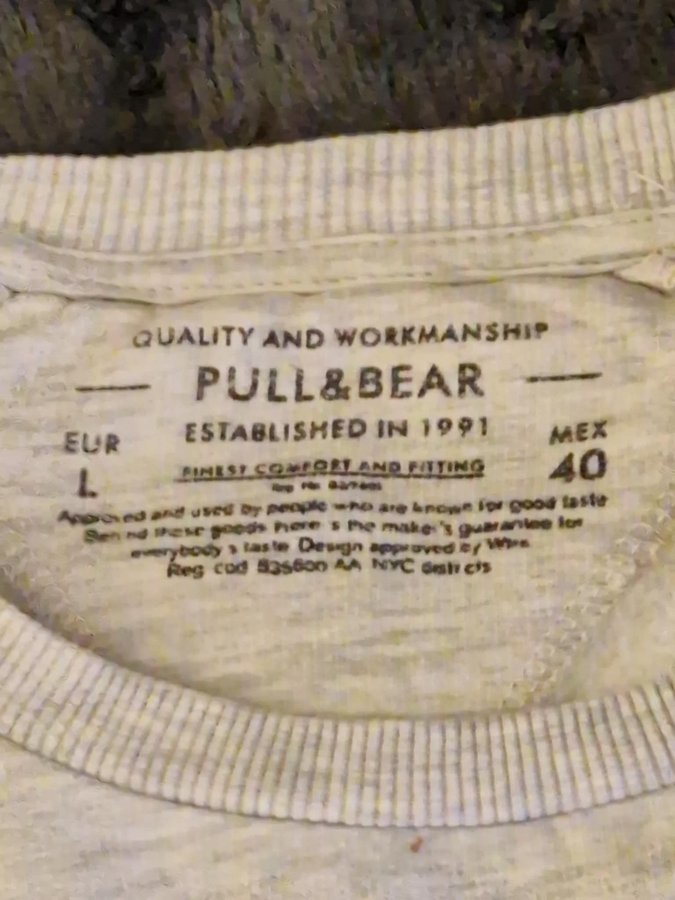 QUALITY AND WORKMANSHIP
PULL&BEAR
ESTABLISHED IN 1991
EUR
L
MEX
40
FINEST COMFORT AND FITTING
Approved and used by people who are known for good taste
Behind these goods there s the maker's guarantee for
everybody s taste Design approved by
Reg cod AA NYC districts